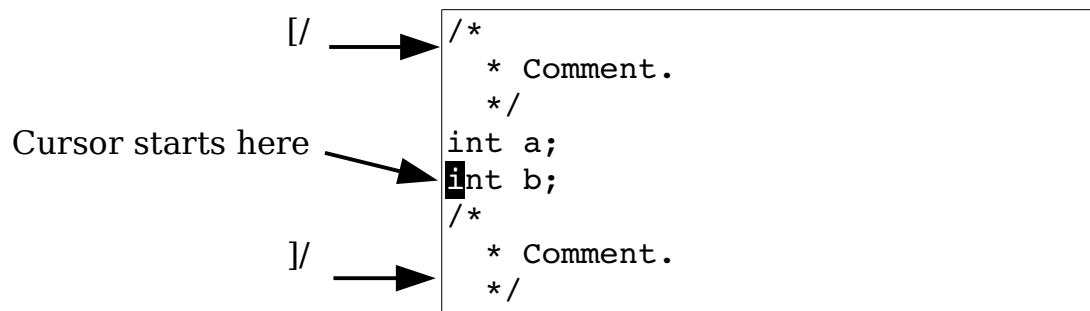 [/
/*
  * Comment.
  */
Cursor starts here
int a;
int b;
/*
]/
  * Comment.
  */